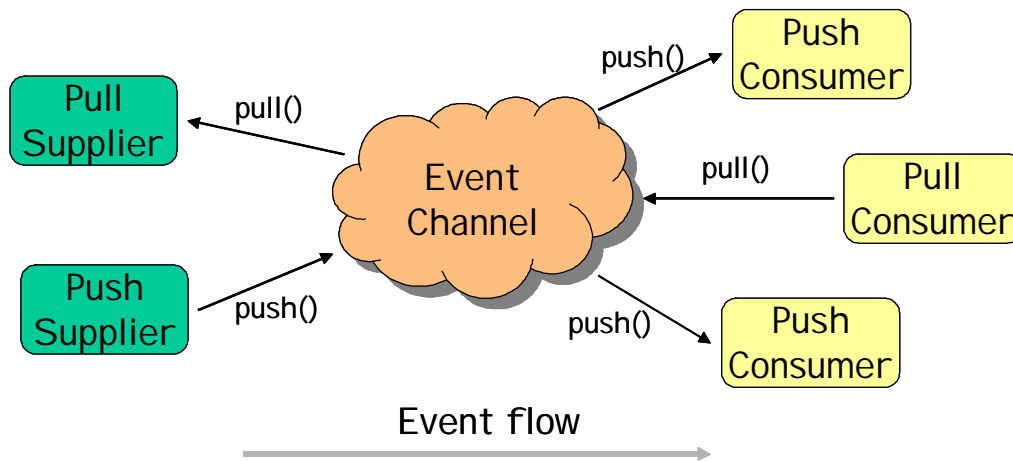 Pull
Supplier
pull()
Push
Supplier
push()
Event
Channel
push()
Push
Consumer
pull()
Pull
Consumer
push()
Push
Consumer
Event flow